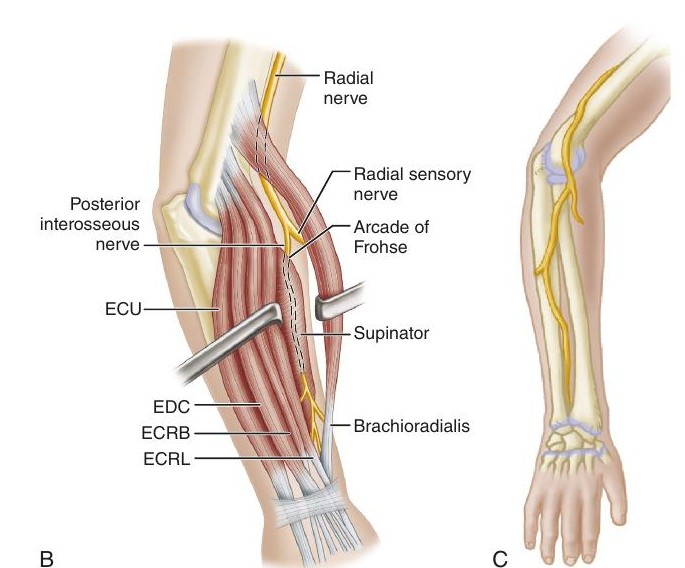 Radial
nerve
Radial sensory
nerve
Posterior
interosseous
nerve
Arcade of
Frohse
ECU
Supinator
EDC
ECRB
ECRL
Brachioradialis
B
C